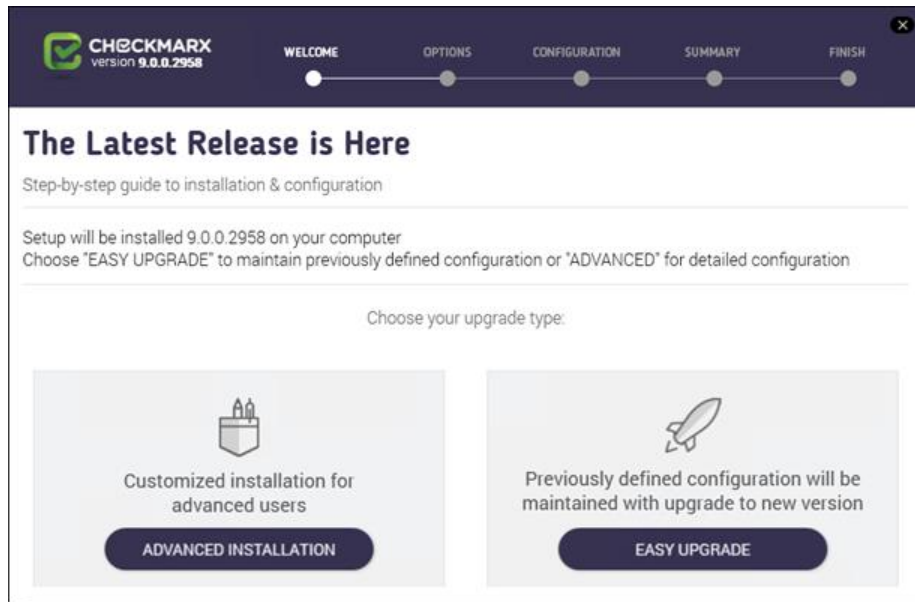 CHECKMARX
version 9.0.0.2958
WELCOME
OPTIONS
CONFIGURATION
SUMMARY
FINISH
The Latest Release is Here
Step-by-step guide to installation & configuration
Setup will be installed 9.0.0.2958 on your computer
Choose "EASY UPGRADE" to maintain previously defined configuration or "ADVANCED" for detailed configuration
Choose your upgrade type:
Customized installation for
advanced users
ADVANCED INSTALLATION
Previously defined configuration will be
maintained with upgrade to new version
EASY UPGRADE